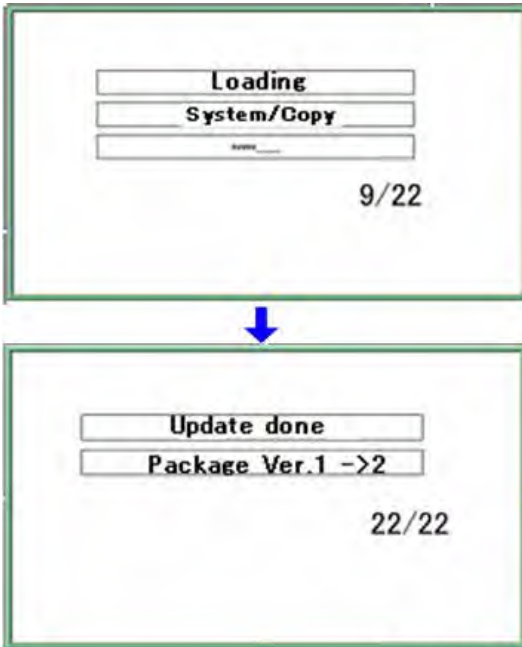 Loading
System/Copy
9/22
Update done
Package Ver.1 ->2
22/22